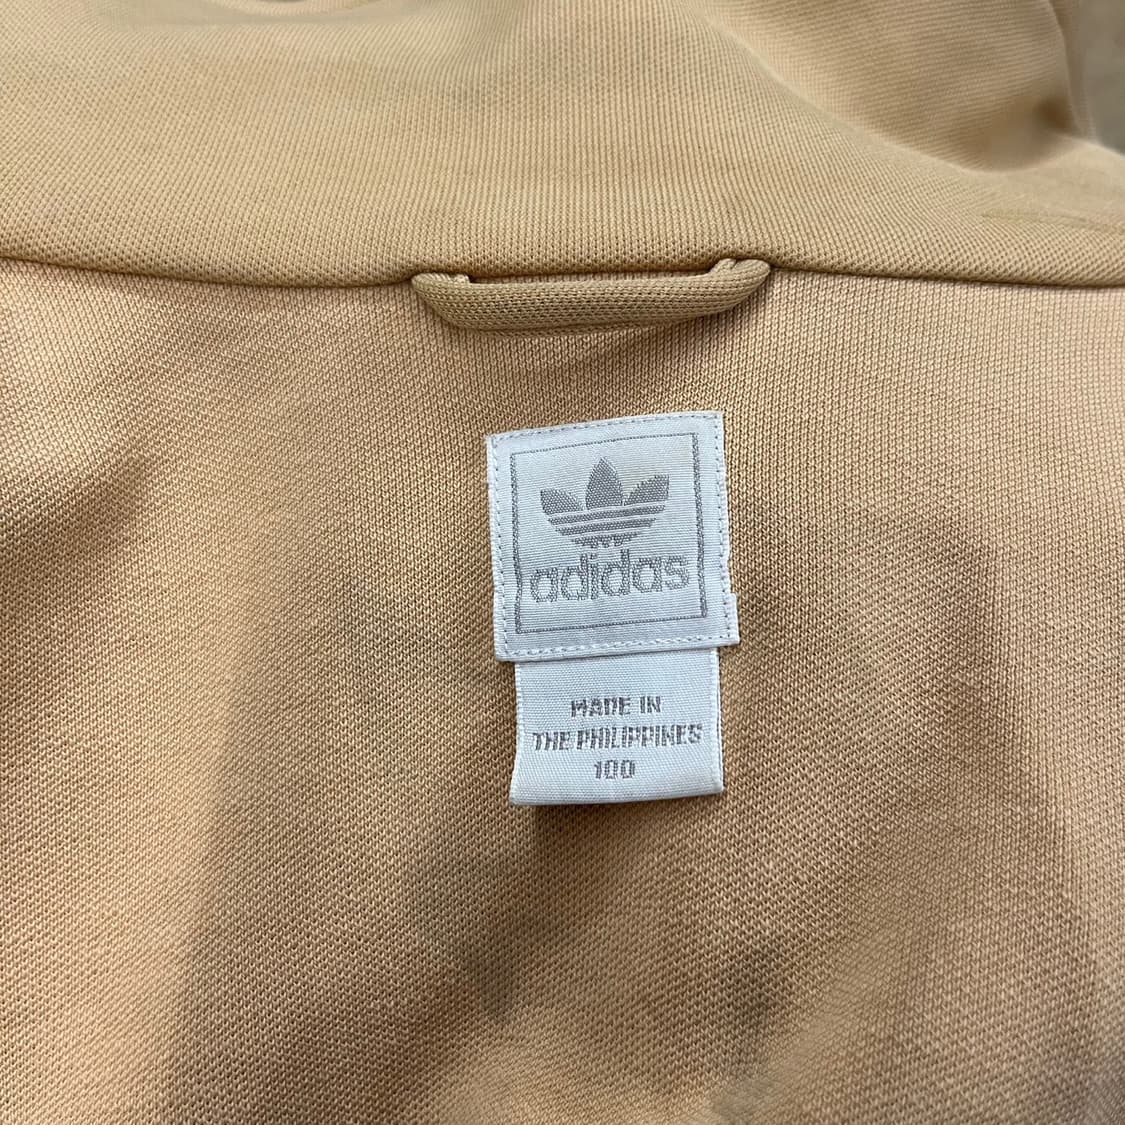 adidas
MADE IN
THE PHILIPPINES
100